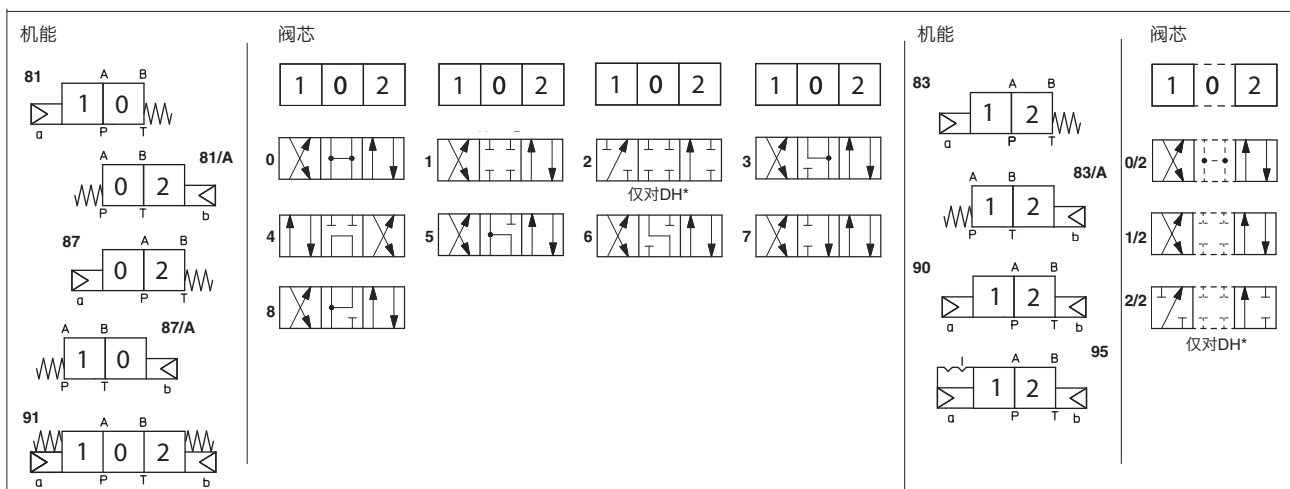 机能
阀芯
机能
阀芯
81
A B
1 0
a P T
A B
81/A
0 2
P T b
87
A B
0 2
a P T
A B
87/A
1 0
P T b
91
A B
1 0 2
a P T b
1 0 2
1 0 2
1 0 2
1 0 2
0
1
2
3
仅对DH*
4
5
6
7
8
83
A B
1 2
a P T
A B
83/A
1 2
P T b
90
A B
1 2
a P T b
95
A B
1 2
a P T b
1 0 2
0/2
1/2
2/2
仅对DH*